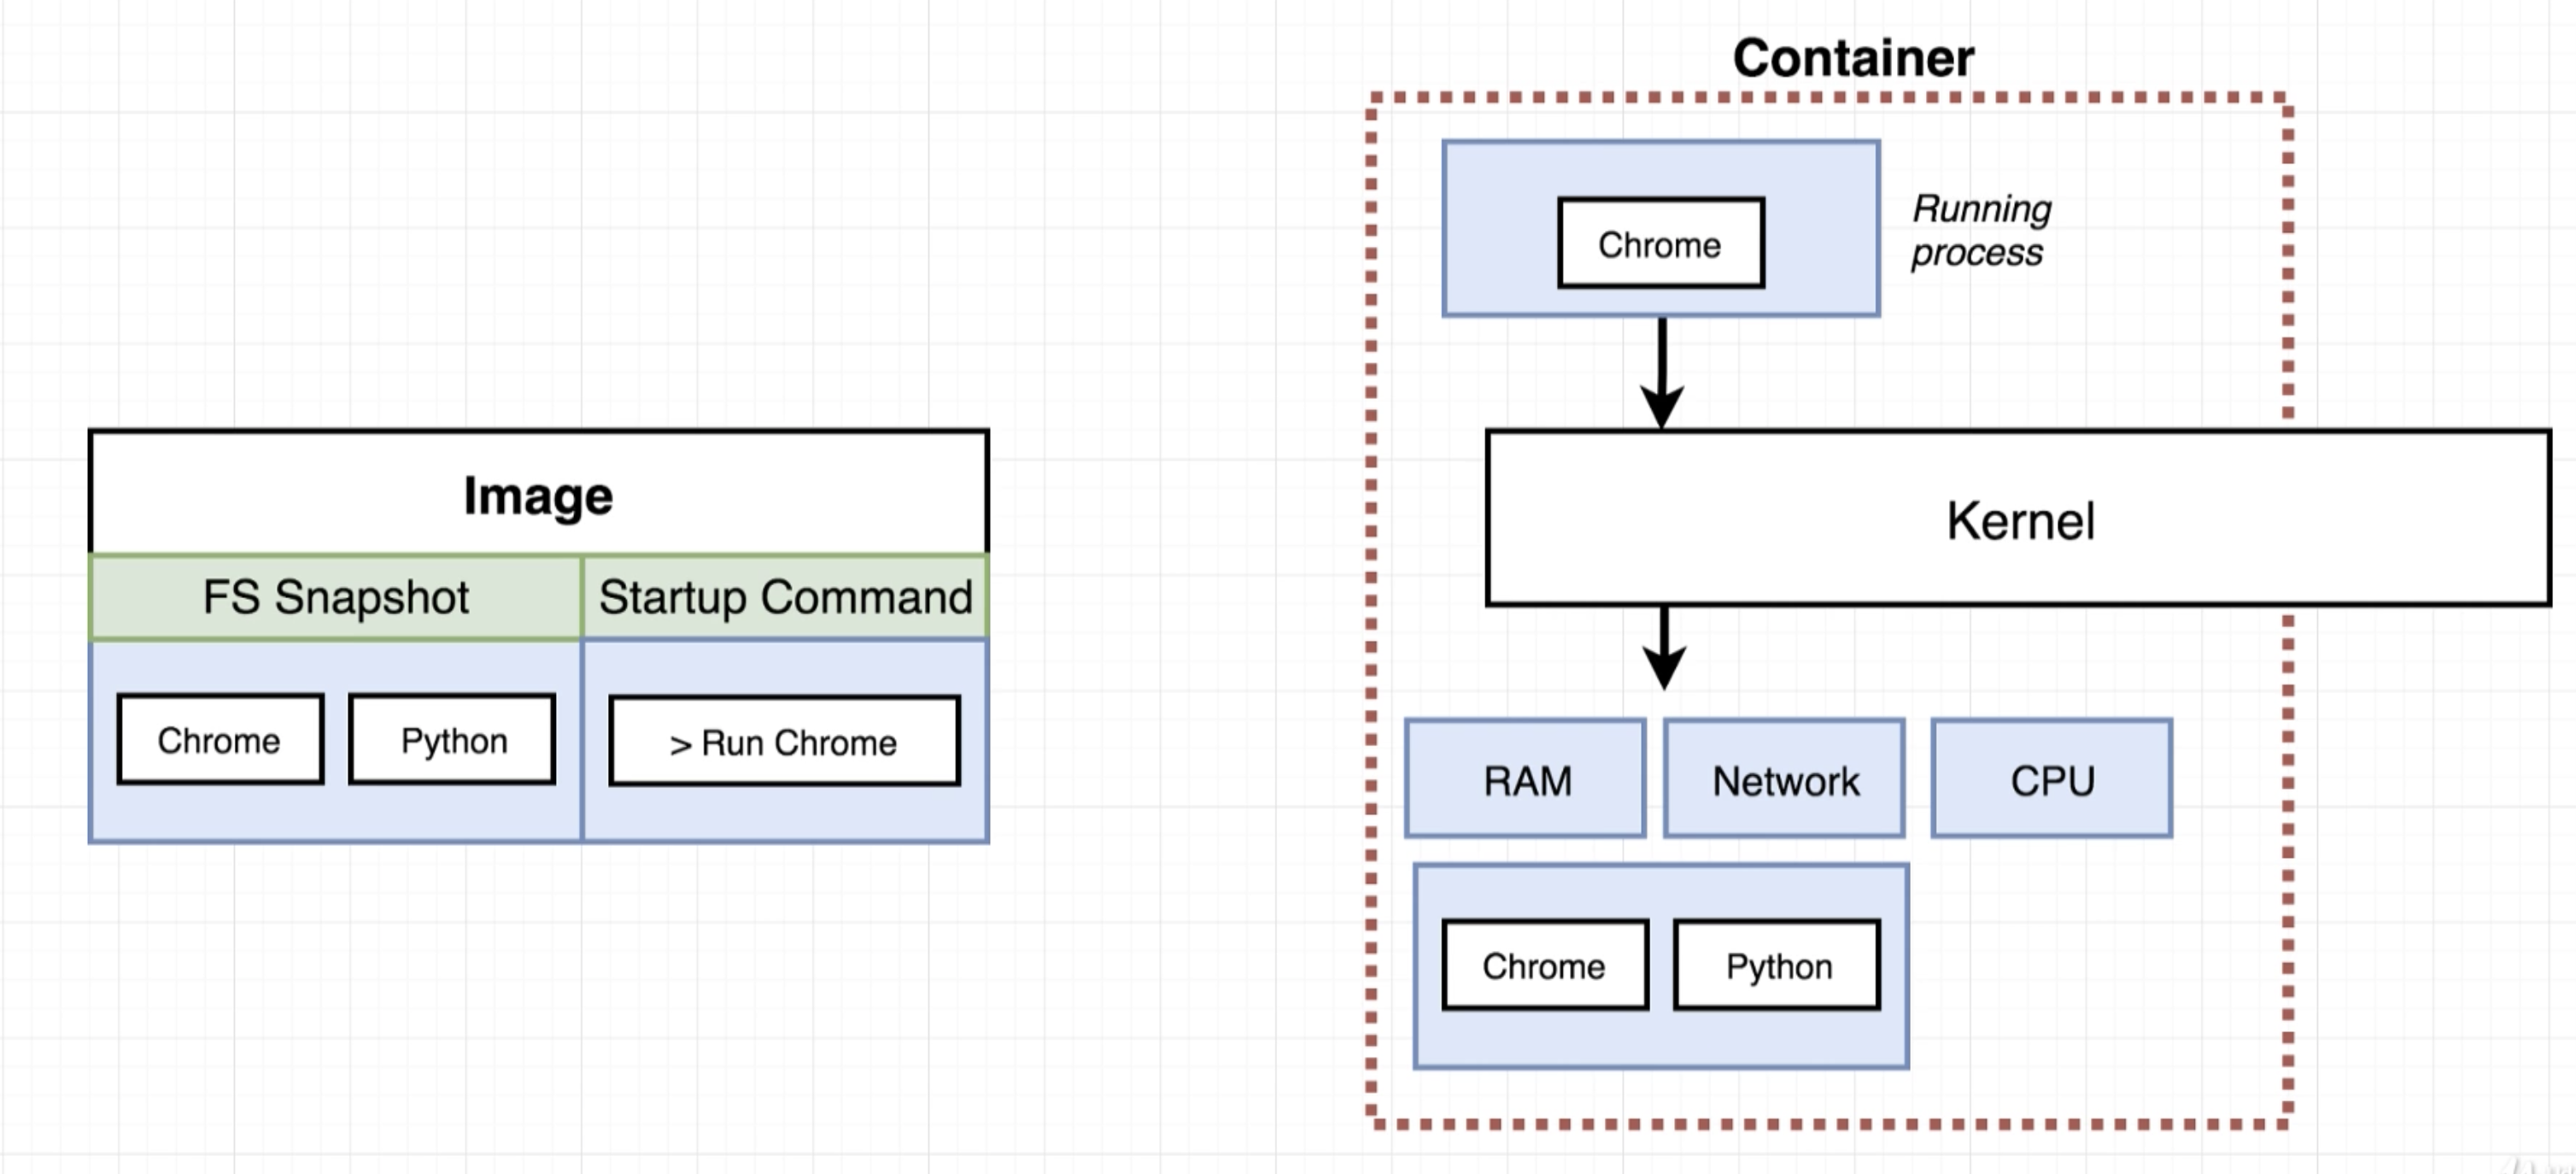 Container
Chrome
Running
process
Image
Kernel
FS Snapshot
Startup Command
Chrome
Python
> Run Chrome
RAM
Network
CPU
Chrome
Python